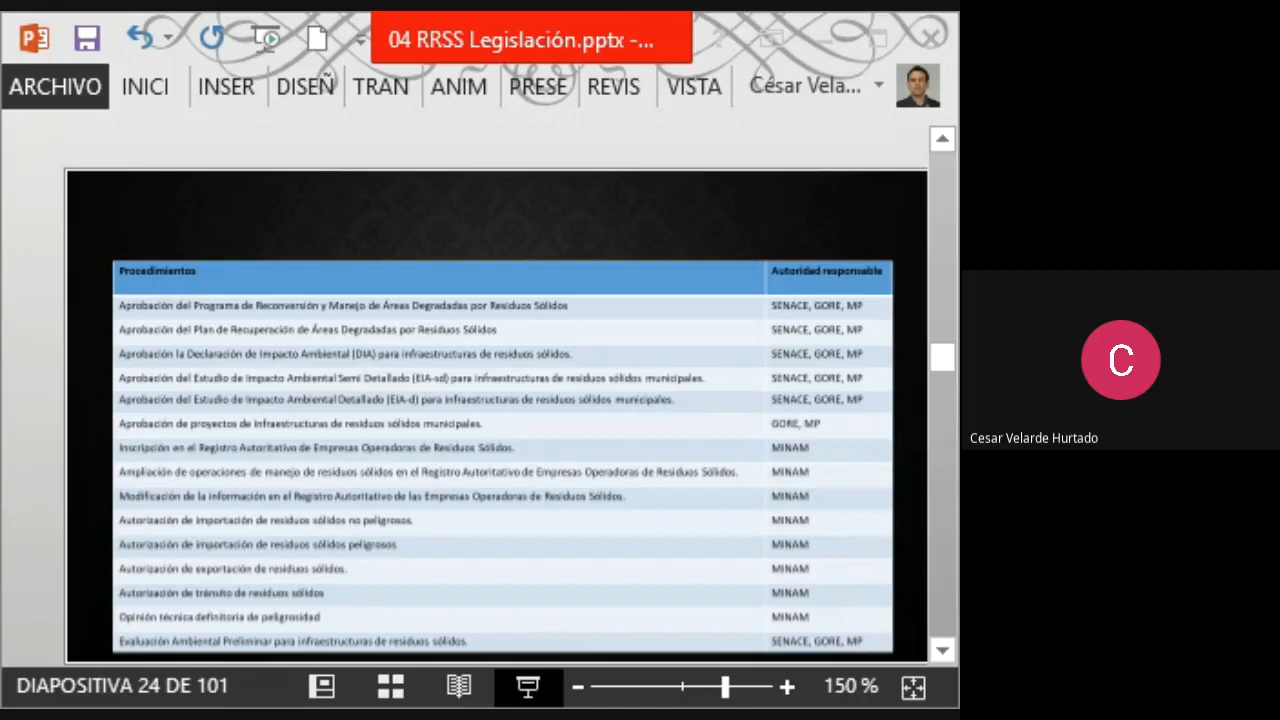 04 RRSS Legislación.pptx -...
ARCHIVO INICI INSER DISEÑ TRAN ANIM PRESE REVIS VISTA César Vela...
Procedimientos Autoridad responsable
Aprobación del Programa de Reconversión y Manejo de Áreas Degradadas por Residuos Sólidos SENACE, GORE, MP
Aprobación del Plan de Recuperación de Áreas Degradadas por Residuos Sólidos SENACE, GORE, MP
Aprobación la Declaración de Impacto Ambiental (DIA) para infraestructuras de residuos sólidos. SENACE, GORE, MP
Aprobación del Estudio de Impacto Ambiental Semi Detallado (EIA-sd) para infraestructuras de residuos sólidos municipales. SENACE, GORE, MP
Aprobación del Estudio de Impacto Ambiental Detallado (EIA-d) para infraestructuras de residuos sólidos municipales. SENACE, GORE, MP
Aprobación de proyectos de infraestructuras de residuos sólidos municipales. GORE, MP
Inscripción en el Registro Autoritativo de Empresas Operadoras de Residuos Sólidos. MINAM
Ampliación de operaciones de manejo de residuos sólidos en el Registro Autoritativo de Empresas Operadoras de Residuos Sólidos. MINAM
Modificación de la información en el Registro Autoritativo de las Empresas Operadoras de Residuos Sólidos. MINAM
Autorización de importación de residuos sólidos no peligrosos. MINAM
Autorización de importación de residuos sólidos peligrosos MINAM
Autorización de exportación de residuos sólidos. MINAM
Autorización de tránsito de residuos sólidos MINAM
Opinión técnica definitoria de peligrosidad MINAM
Evaluación Ambiental Preliminar para infraestructuras de residuos sólidos. SENACE, GORE, MP
DIAPOSITIVA 24 DE 101 150 %
C
Cesar Velarde Hurtado